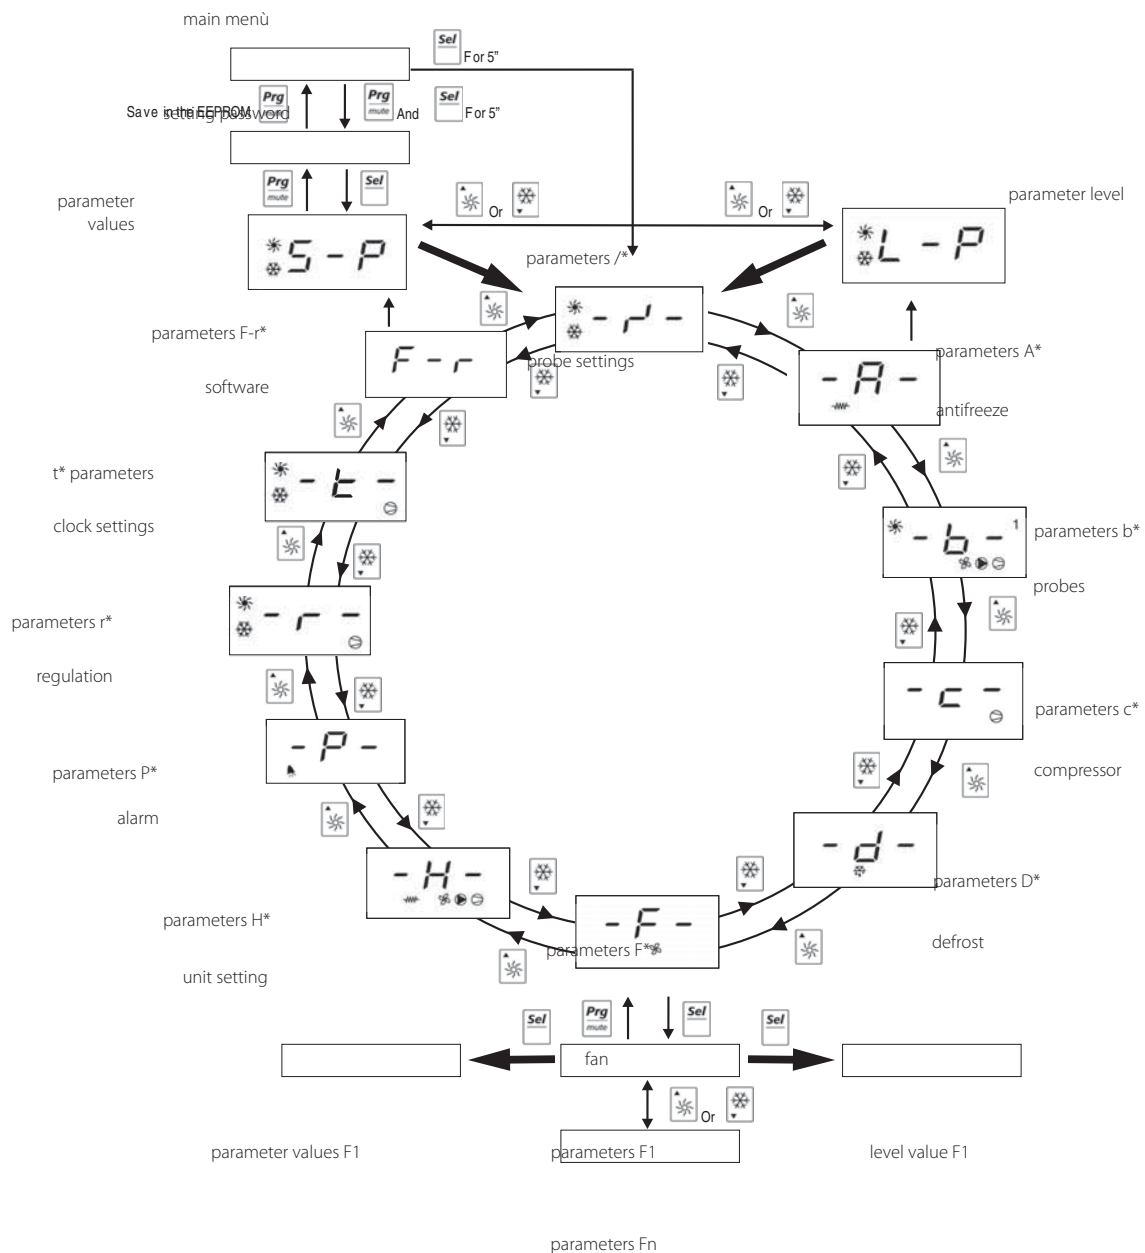 main menù
Sel
For 5”
Save in the EEPROM
setting password
Prg
mute
Prg
mute
And
Sel
For 5”
Prg
mute
Sel
parameter
values
Or
Or
parameter level
S - P
L - P
parameters /*
- / -
probe settings
parameters F-r*
F - r
software
parameters A*
- A -
antifreeze
t* parameters
- t -
clock settings
- b - 1
parameters b*
probes
parameters r*
- r -
regulation
- c -
parameters c*
compressor
parameters P*
- P -
alarm
- d -
parameters D*
defrost
- H -
parameters H*
unit setting
- F -
parameters F*
Sel
Prg
mute
Sel
Sel
fan
Or
parameter values F1
parameters F1
level value F1
parameters Fn